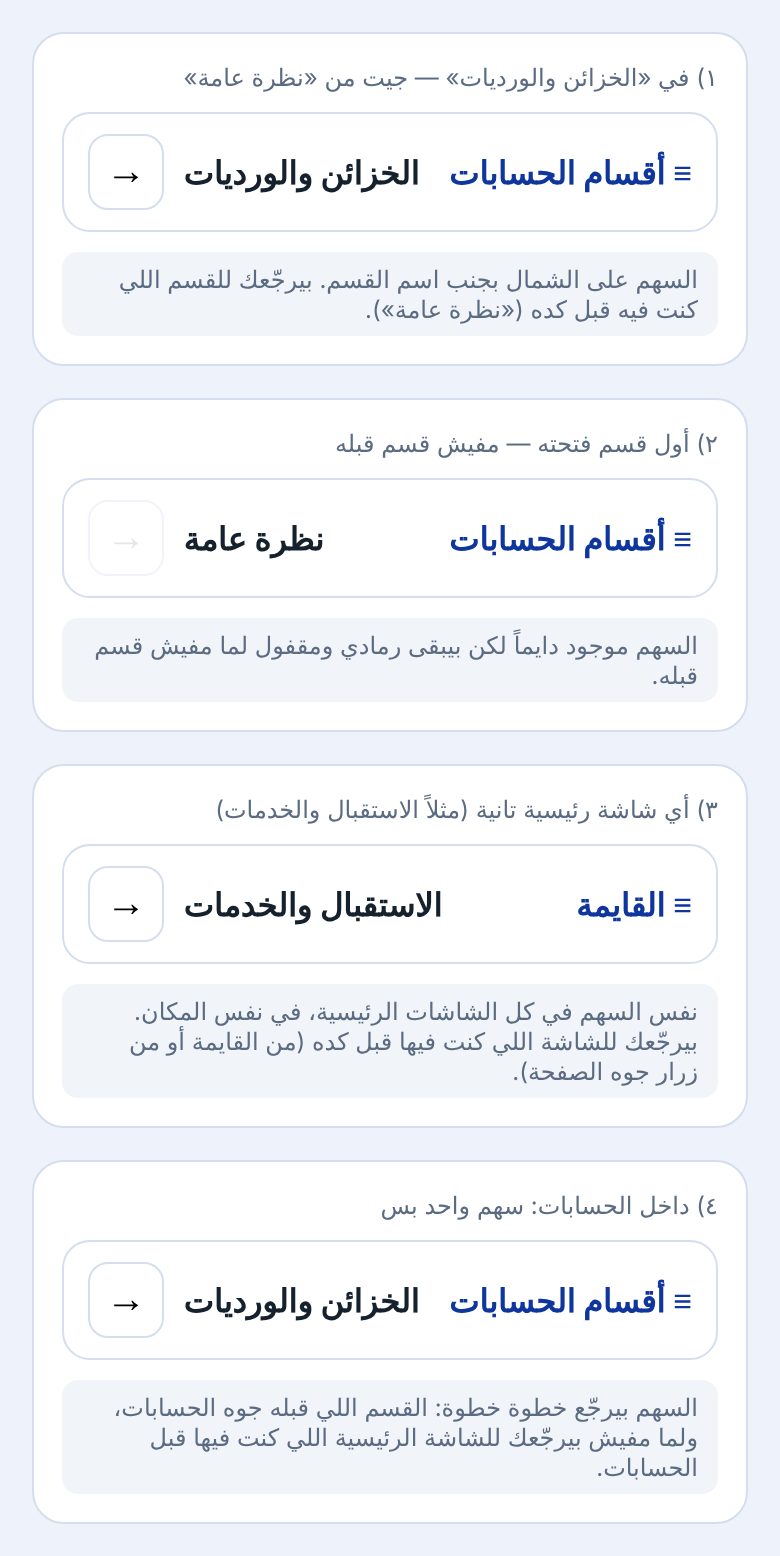 ١) في «الخزائن والورديات» — جيت من «نظرة عامة»
≡ أقسام الحسابات الخزائن والورديات →
السهم على الشمال بجنب اسم القسم. بيرجّعك للقسم اللي
كنت فيه قبل كده («نظرة عامة»).
٢) أول قسم فتحته — مفيش قسم قبله
≡ أقسام الحسابات نظرة عامة →
السهم موجود دايماً لكن بيبقى رمادي ومقفول لما مفيش قسم
قبله.
٣) أي شاشة رئيسية تانية (مثلاً الاستقبال والخدمات)
≡ القايمة الاستقبال والخدمات →
نفس السهم في كل الشاشات الرئيسية، في نفس المكان.
بيرجّعك للشاشة اللي كنت فيها قبل كده (من القايمة أو من
زرار جوه الصفحة).
٤) داخل الحسابات: سهم واحد بس
≡ أقسام الحسابات الخزائن والورديات →
السهم بيرجّع خطوة خطوة: القسم اللي قبله جوه الحسابات،
ولما مفيش بيرجّعك للشاشة الرئيسية اللي كنت فيها قبل
الحسابات.